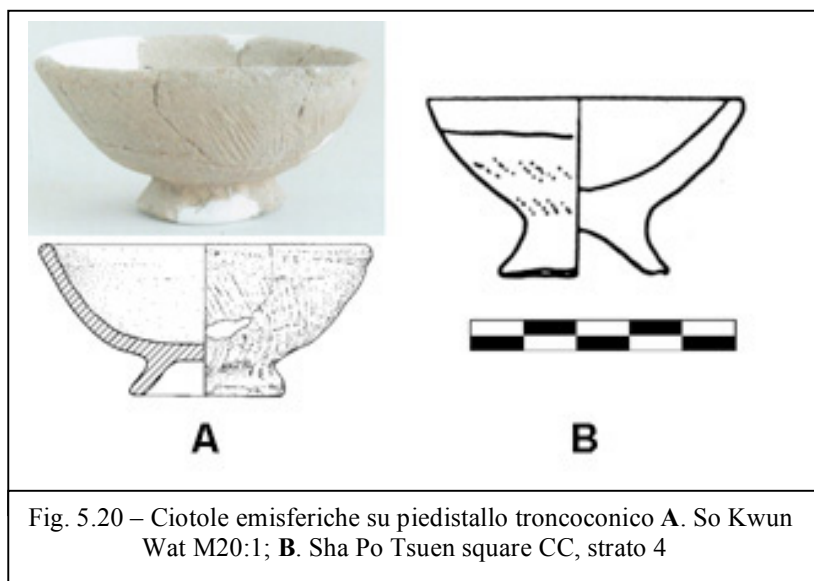 A
B
Fig. 5.20 – Ciotole emisferiche su piedistallo troncoconico A. So Kwun
Wat M20:1; B. Sha Po Tsuen square CC, strato 4